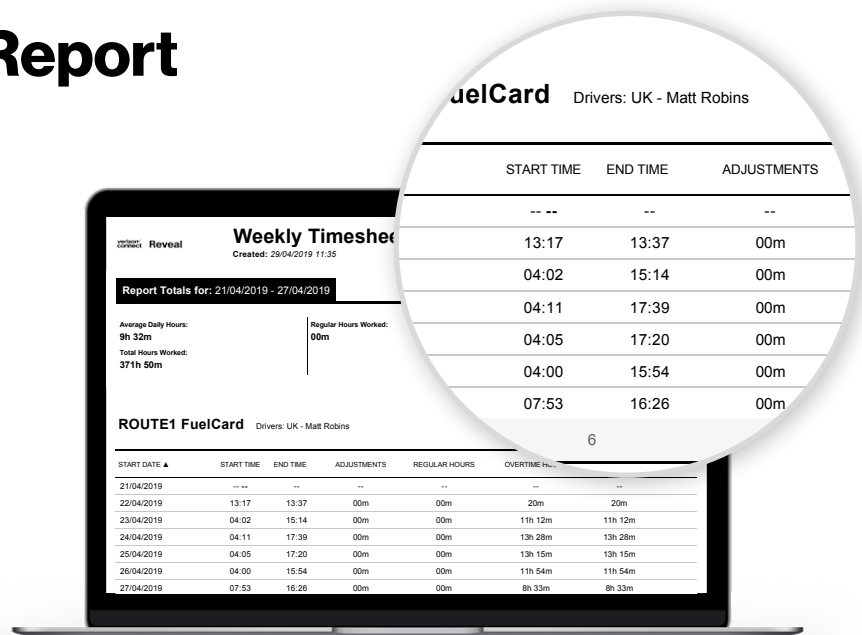 Report
FuelCard Drivers: UK - Matt Robins
START TIME END TIME ADJUSTMENTS
-- -- -- --
13:17 13:37 00m
04:02 15:14 00m
04:11 17:39 00m
04:05 17:20 00m
04:00 15:54 00m
07:53 16:26 00m
6
verizon connect Reveal
Weekly Timeshee
Created: 29/04/2019 11:35
Report Totals for: 21/04/2019 - 27/04/2019
Average Daily Hours:
9h 32m
Total Hours Worked:
371h 50m
Regular Hours Worked:
00m
ROUTE1 FuelCard Drivers: UK - Matt Robins
START DATE ▲ START TIME END TIME ADJUSTMENTS REGULAR HOURS OVERTIME
21/04/2019 -- -- -- -- -- -- --
22/04/2019 13:17 13:37 00m 00m 20m 20m
23/04/2019 04:02 15:14 00m 00m 11h 12m 11h 12m
24/04/2019 04:11 17:39 00m 00m 13h 28m 13h 28m
25/04/2019 04:05 17:20 00m 00m 13h 15m 13h 15m
26/04/2019 04:00 15:54 00m 00m 11h 54m 11h 54m
27/04/2019 07:53 16:26 00m 00m 8h 33m 8h 33m